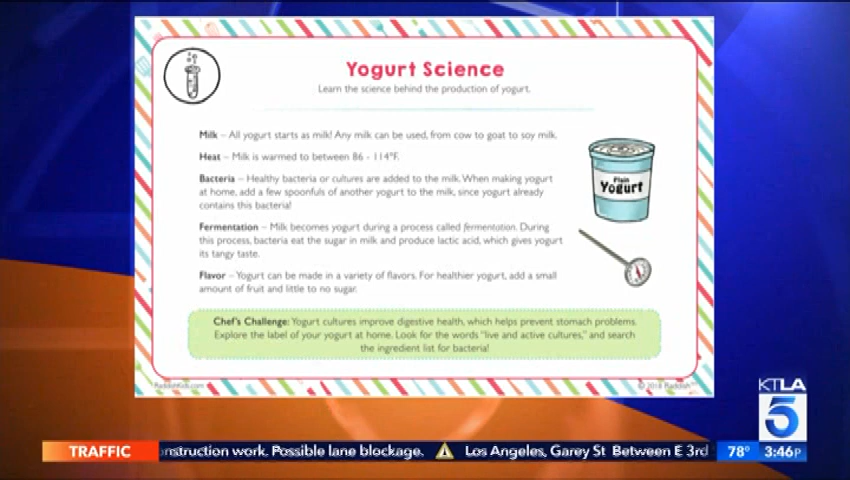 Yogurt Science
Learn the science behind the production of yogurt.
Milk – All yogurt starts as milk! Any milk can be used, from cow to goat to soy milk.
Heat – Milk is warmed to between 86 - 114°F.
Bacteria – Healthy bacteria or cultures are added to the milk. When making yogurt
at home, add a few spoonfuls of another yogurt to the milk, since yogurt already
contains this bacteria!
Fermentation – Milk becomes yogurt during a process called fermentation. During
this process, bacteria eat the sugar in milk and produce lactic acid, which gives yogurt
its tangy taste.
Flavor – Yogurt can be made in a variety of flavors. For healthier yogurt, add a small
amount of fruit and little to no sugar.
Plain
Yogurt
Chef's Challenge: Yogurt cultures improve digestive health, which helps prevent stomach problems.
Explore the label of your yogurt at home. Look for the words "live and active cultures," and search
the ingredient list for bacteria!
RaddishKids.com
© 2018 Raddish™
KTLA
5
TRAFFIC
nstruction work. Possible lane blockage.
Los Angeles, Garey St Between E 3rd
78°
3:46P